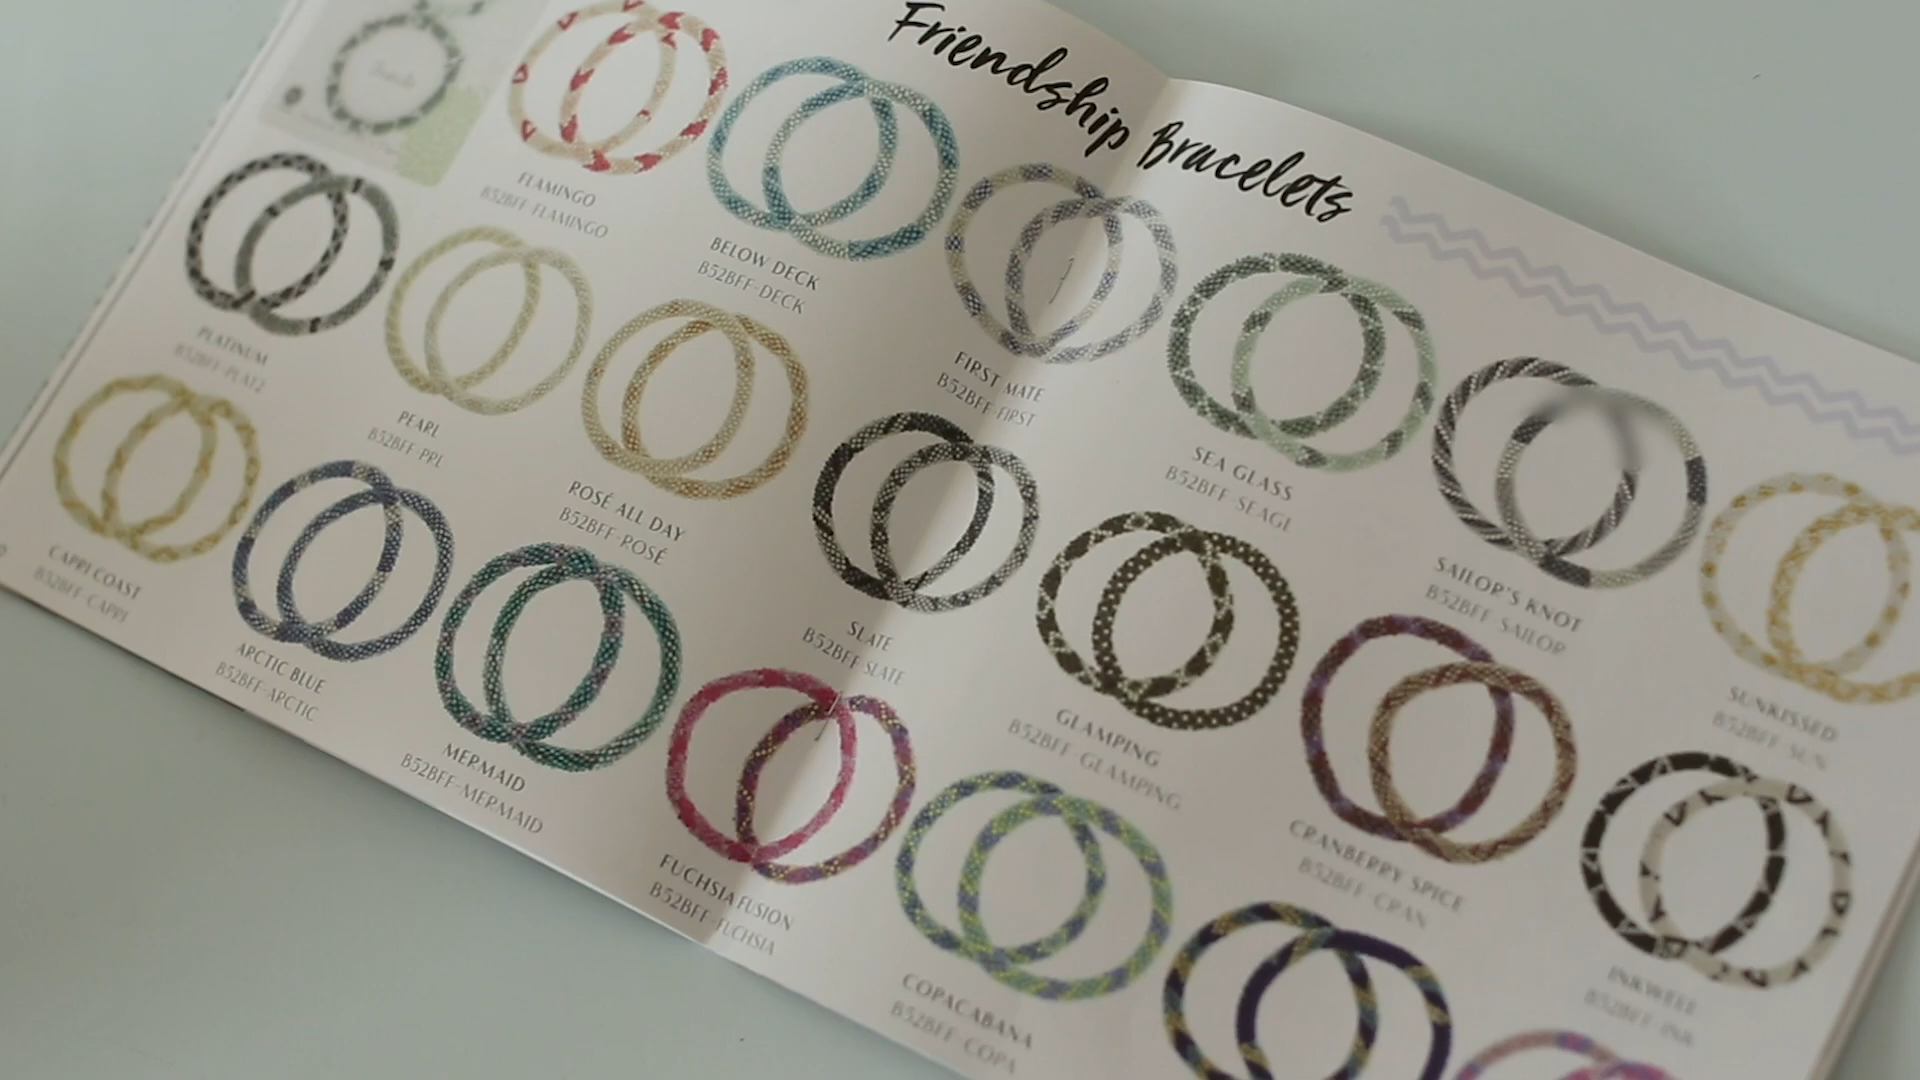 Friendship Bracelets
FLAMINGO
B52BFF-FLAMINGO
BELOW DECK
B52BFF-DECK
FIRST MATE
B52BFF-FIRST
SEA GLASS
B52BFF-SEAGL
SAILOR'S KNOT
B52BFF-SAILOR
SUNKISSED
B52BFF-SUN
PLATINUM
B52BFF-PLAT2
PEARL
B52BFF-PRL
ROSÉ ALL DAY
B52BFF-ROSÉ
SLATE
B52BFF-SLATE
GLAMPING
B52BFF-GLAMPING
CRANBERRY SPICE
B52BFF-CRAN
INKWELL
B52BFF-INK
CAPRI COAST
B52BFF-CAPRI
ARCTIC BLUE
B52BFF-ARCTIC
MERMAID
B52BFF-MERMAID
FUCHSIA FUSION
B52BFF-FUCHSIA
COPACABANA
B52BFF-COPA